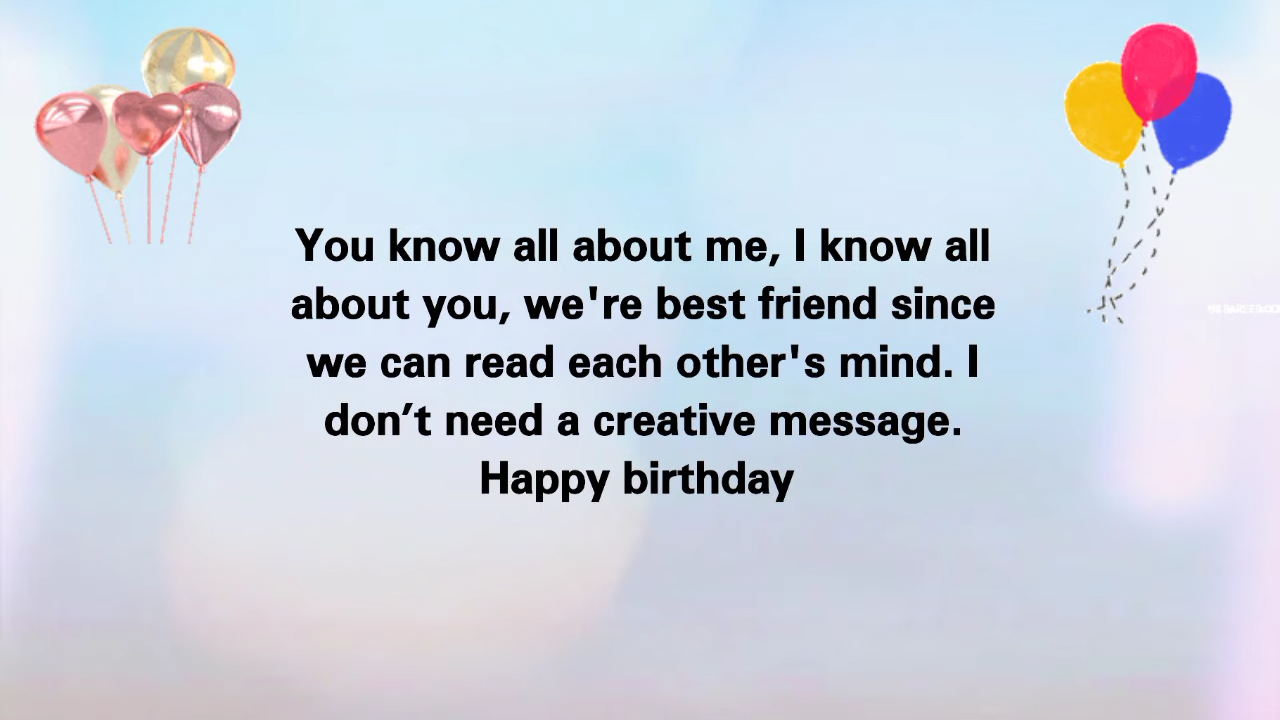 You know all about me, I know all
about you, we're best friend since
we can read each other's mind. I
don’t need a creative message.
Happy birthday